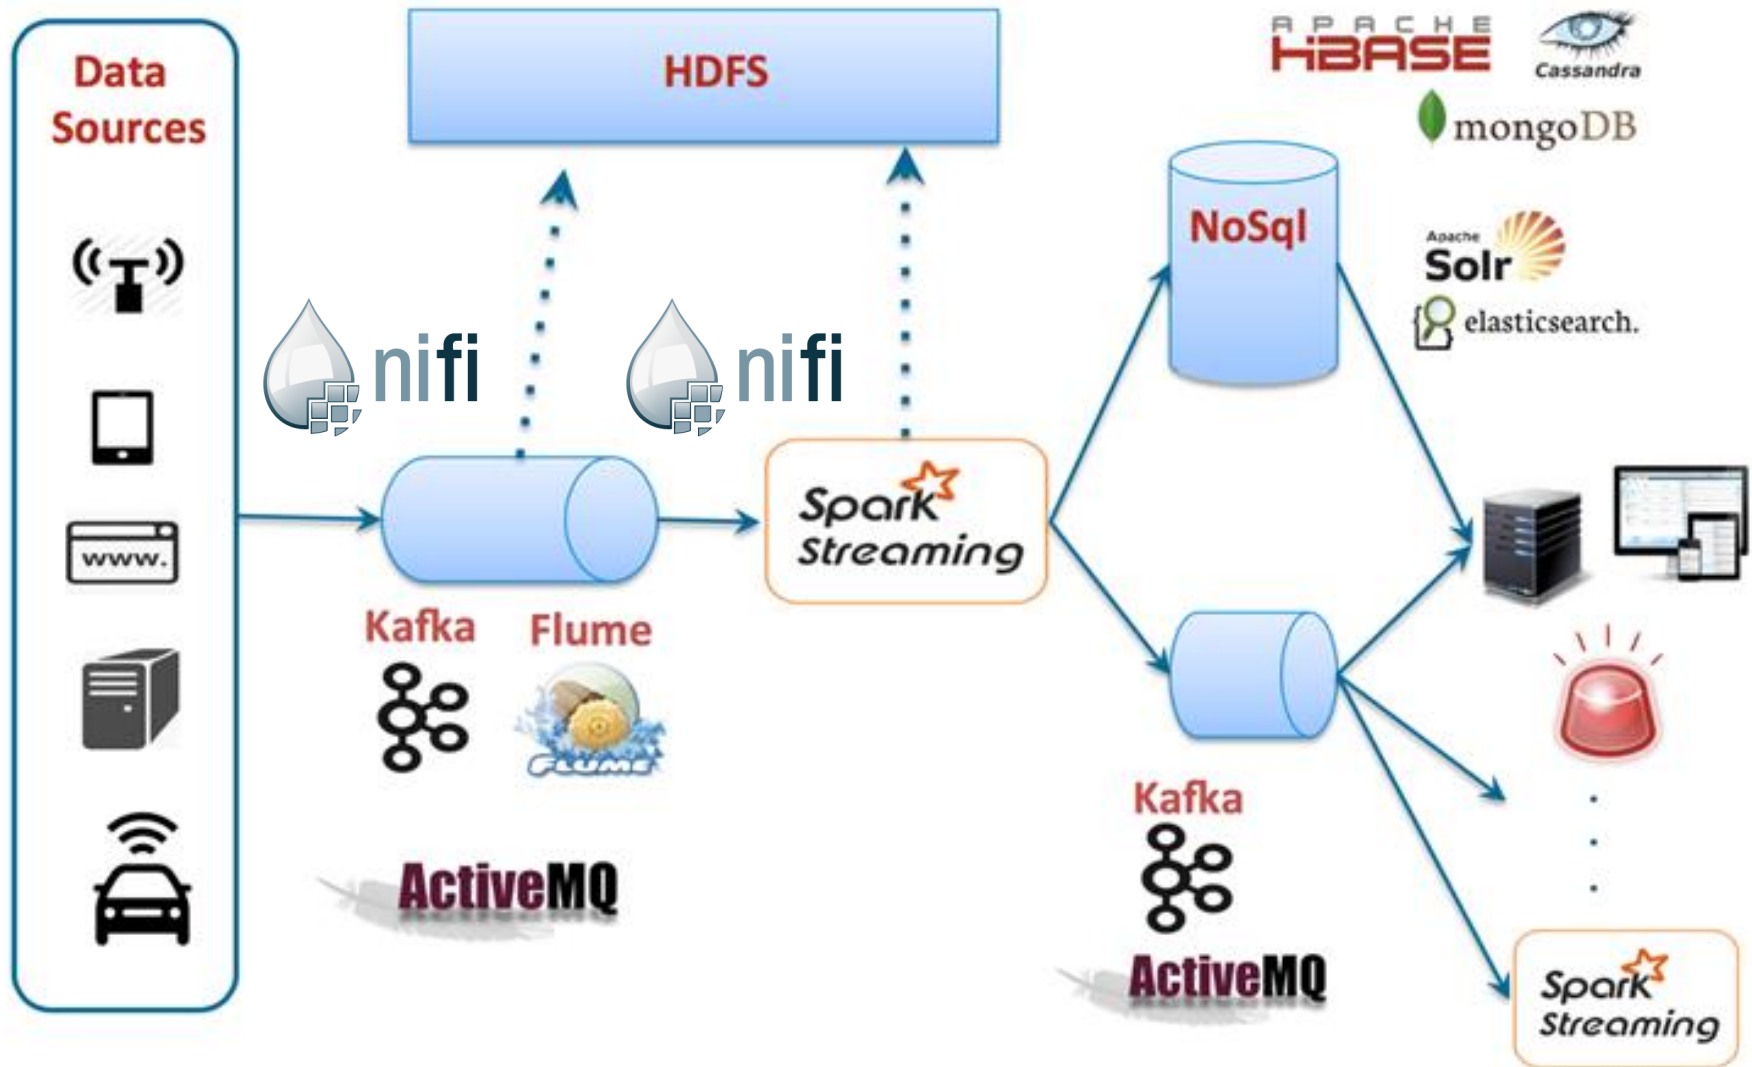 Data
Sources
www.
HDFS
nifi
nifi
Kafka
Flume
FLUME
ActiveMQ
Spark
Streaming
APACHE
HBASE
Cassandra
mongoDB
NoSql
Apache
Solr
elasticsearch.
Kafka
ActiveMQ
Spark
Streaming